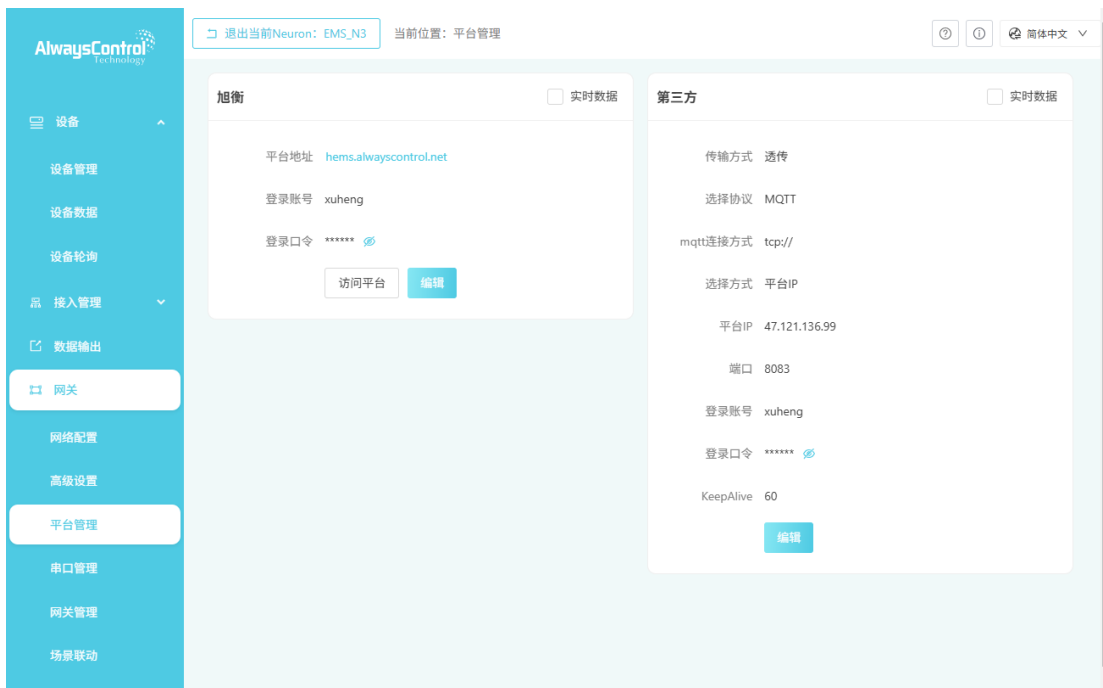 AlwaysControl
Technology
设备
设备管理
设备数据
设备轮询
接入管理
数据输出
网关
网络配置
高级设置
平台管理
串口管理
网关管理
场景联动
退出当前Neuron：EMS_N3
当前位置：平台管理
简体中文
旭衡
实时数据
平台地址 hems.alwayscontrol.net
登录账号 xuheng
登录口令 ******
访问平台 编辑
第三方
实时数据
传输方式 透传
选择协议 MQTT
mqtt连接方式 tcp://
选择方式 平台IP
平台IP 47.121.136.99
端口 8083
登录账号 xuheng
登录口令 ******
KeepAlive 60
编辑